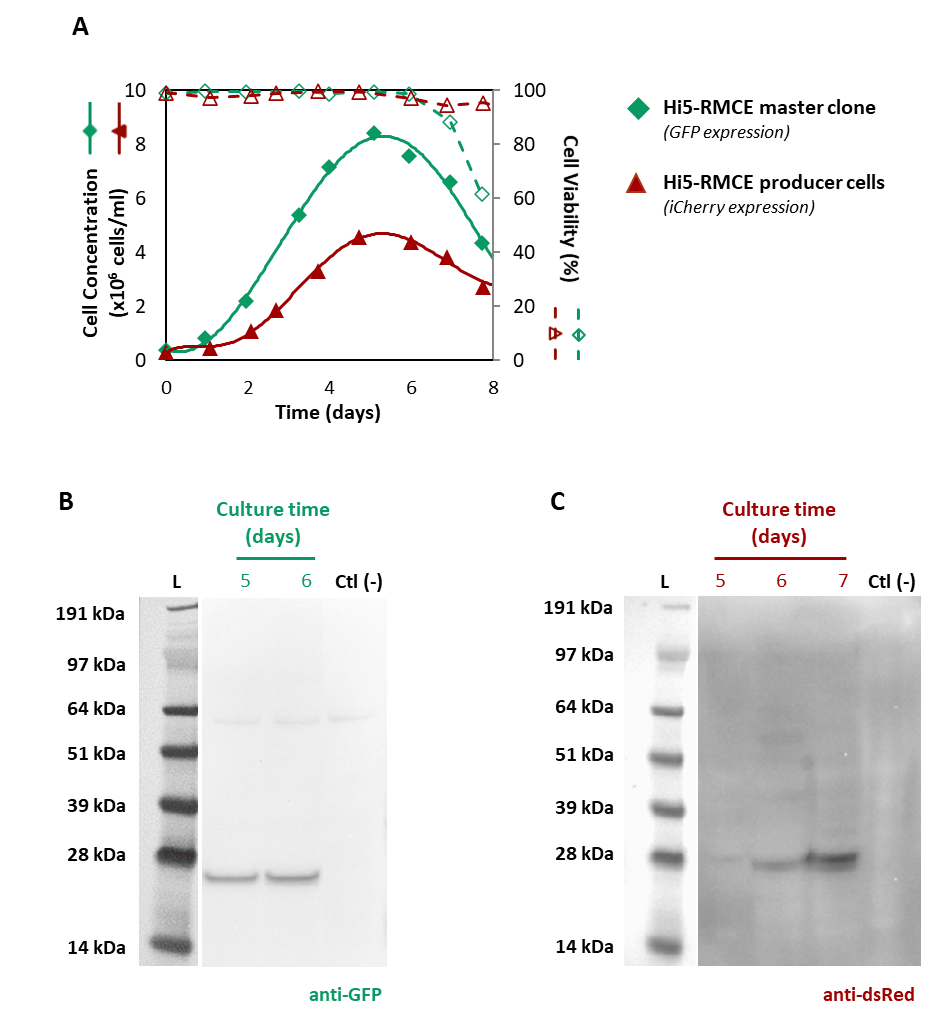 A
10
8
6
4
2
0
Cell Concentration
(x10⁶ cells/ml)
0 2 4 6 8
Time (days)
100
80
60
40
20
0
Cell Viability (%)
Hi5-RMCE master clone
(GFP expression)
Hi5-RMCE producer cells
(iCherry expression)
B
Culture time
(days)
L 5 6 Ctl (-)
191 kDa
97 kDa
64 kDa
51 kDa
39 kDa
28 kDa
14 kDa
anti-GFP
C
Culture time
(days)
L 5 6 7 Ctl (-)
191 kDa
97 kDa
64 kDa
51 kDa
39 kDa
28 kDa
14 kDa
anti-dsRed